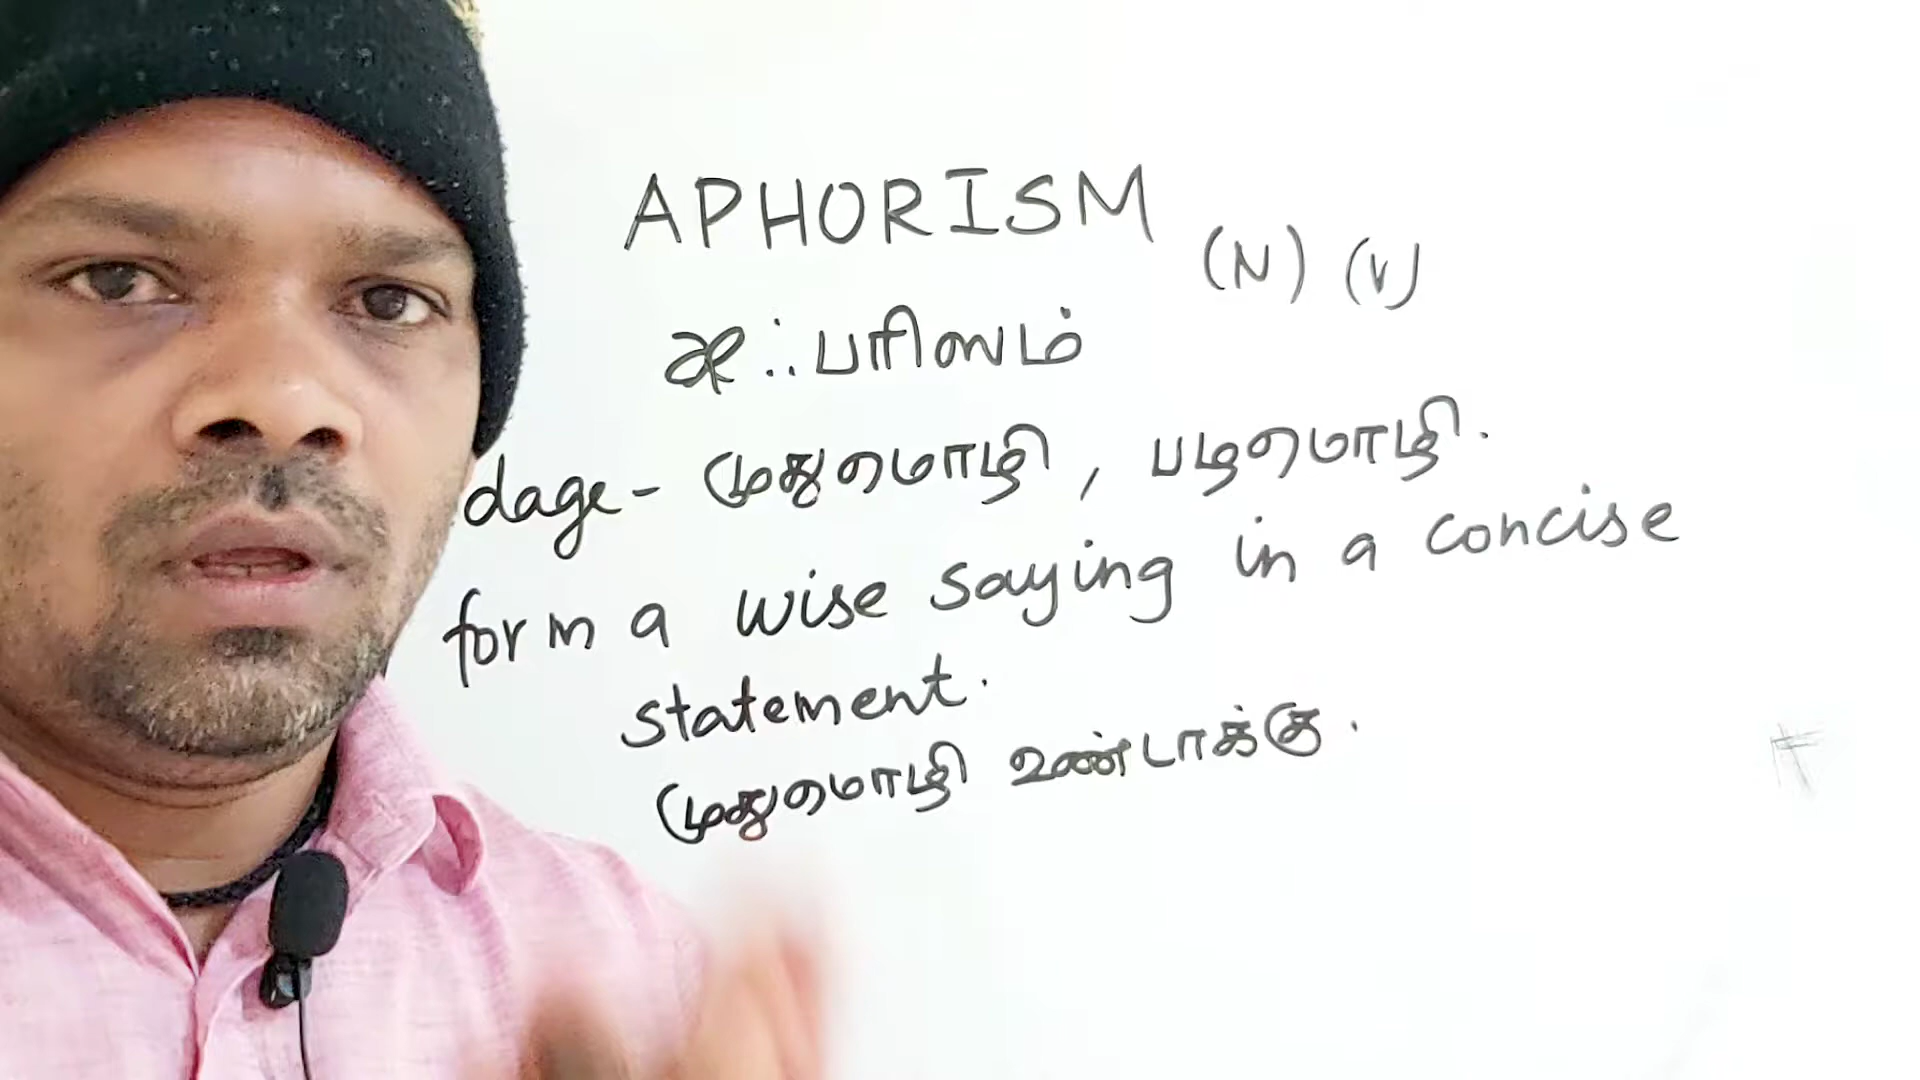 APHORISM (N) (V)
அஃபரிஸம்
dage - முதுமொழி, பழமொழி.
form a wise saying in a concise
statement.
முதுமொழி உண்டாக்கு.